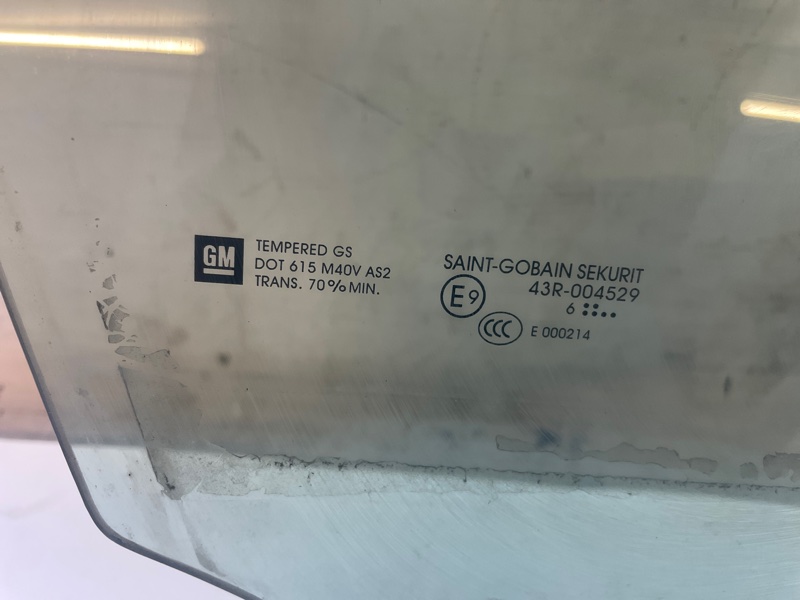 GM
TEMPERED GS
DOT 615 M40V AS2
TRANS. 70% MIN.
SAINT-GOBAIN SEKURIT
E9 43R-004529
6
CCC E 000214